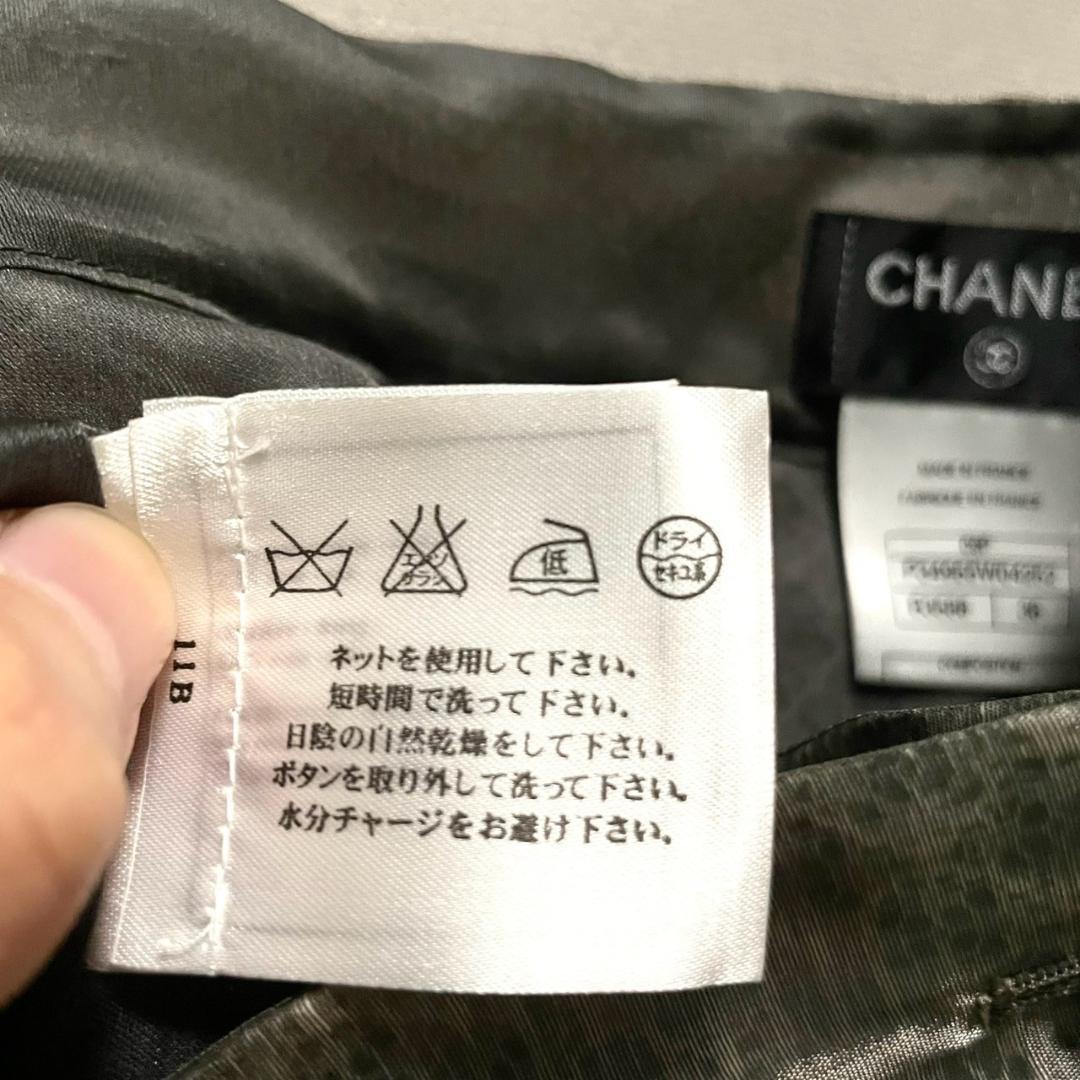 CHANE
MADE IN FRANCE
FABRIQUE EN FRANCE
エンソ
サラシ
低
ドライ
セキユ系
11B
ネットを使用して下さい。
短時間で洗って下さい。
日陰の自然乾燥をして下さい。
ボタンを取り外して洗って下さい。
水分チャージをお避け下さい。